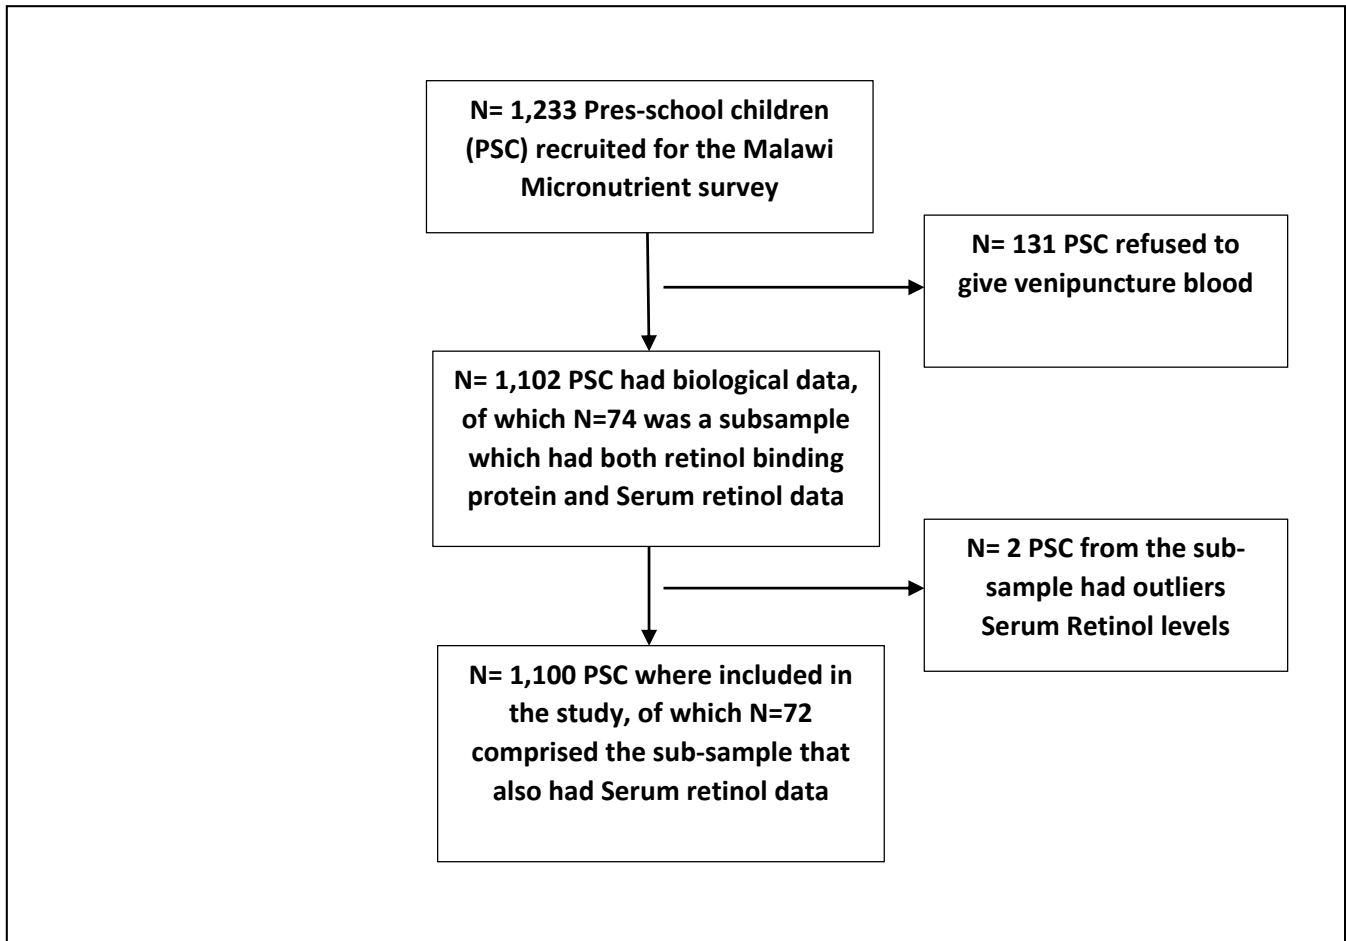 N= 1,233 Pres-school children
(PSC) recruited for the Malawi
Micronutrient survey
N= 131 PSC refused to
give venipuncture blood
N= 1,102 PSC had biological data,
of which N=74 was a subsample
which had both retinol binding
protein and Serum retinol data
N= 2 PSC from the sub-
sample had outliers
Serum Retinol levels
N= 1,100 PSC where included in
the study, of which N=72
comprised the sub-sample that
also had Serum retinol data